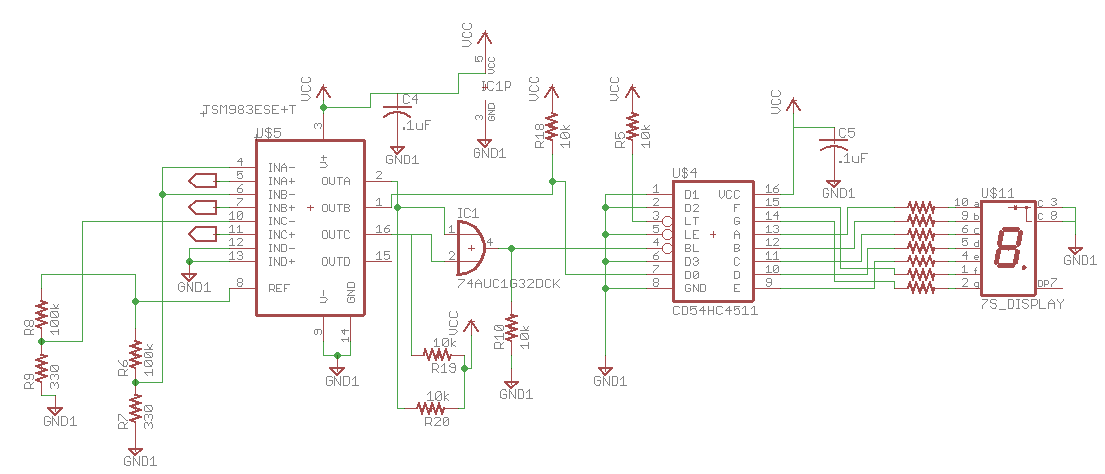 VCC
5
VCC
IC1P
3
GND
GND1
VCC
TSM983ESE+T
U$5
3
C4
.1uF
GND1
4
INA-
5
INA+
6
INB-
7
INB+
10
INC-
11
INC+
12
IND-
13
IND+
8
REF
V+
V-
GND
OUTA
2
OUTB
1
OUTC
16
OUTD
15
9
14
GND1
GND1
R8
100k
R9
330
GND1
R6
100k
R7
330
GND1
IC1
1
2
4
74AUC1G32DCK
VCC
10k
R19
10k
R20
R10
10k
GND1
VCC
R18
10k
VCC
R5
10k
U$4
1
D1
2
D2
3
LT
5
LE
4
BL
6
D3
7
D0
8
GND
VCC
16
F
15
G
14
A
13
B
12
C
11
D
10
E
9
CD54HC4511
GND1
VCC
C5
.1uF
GND1
U$11
10
a
9
b
6
c
5
d
4
e
1
f
2
g
C
3
C
8
DP
7
8.
7S_DISPLAY
GND1